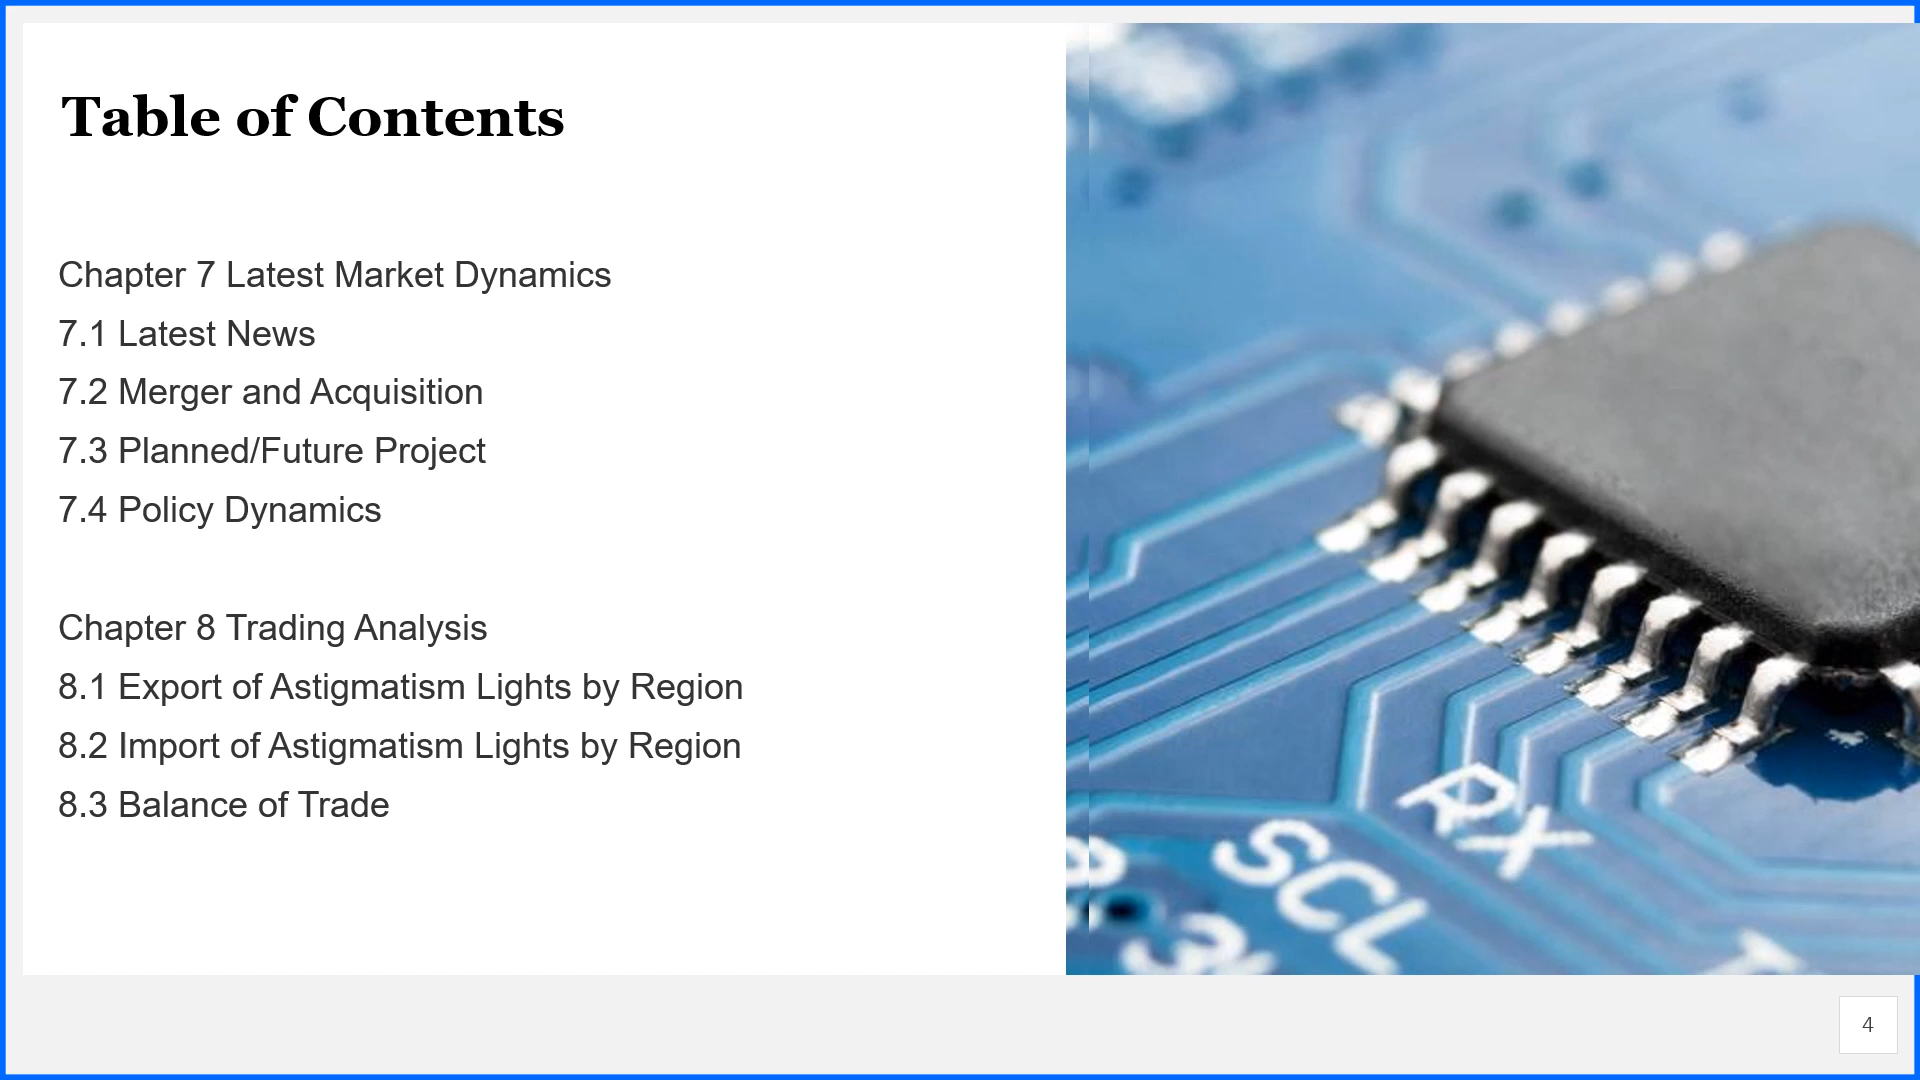 Table of Contents
Chapter 7 Latest Market Dynamics
7.1 Latest News
7.2 Merger and Acquisition
7.3 Planned/Future Project
7.4 Policy Dynamics
Chapter 8 Trading Analysis
8.1 Export of Astigmatism Lights by Region
8.2 Import of Astigmatism Lights by Region
8.3 Balance of Trade
RX
SCL
4